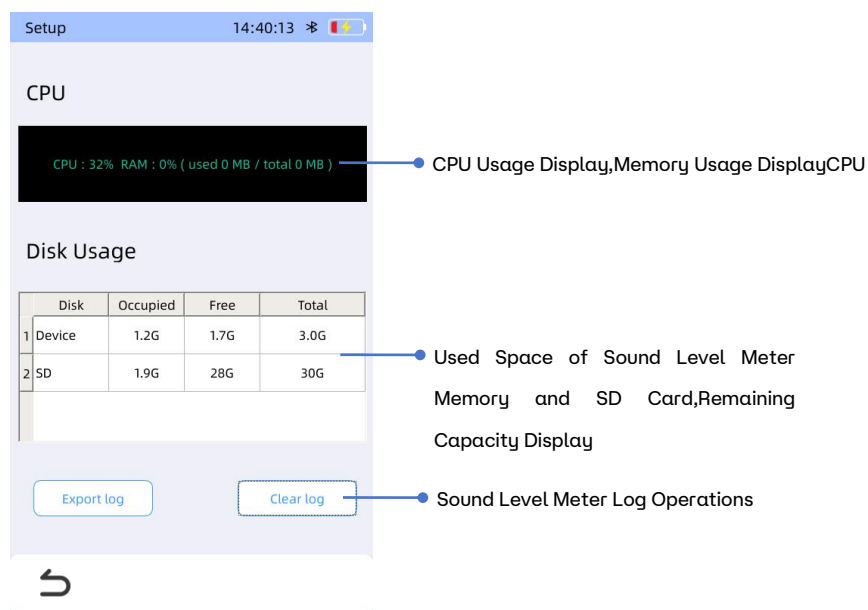 Setup 14:40:13
CPU
CPU : 32% RAM : 0% ( used 0 MB / total 0 MB )
CPU Usage Display,Memory Usage DisplayCPU
Disk Usage
Disk Occupied Free Total
1 Device 1.2G 1.7G 3.0G
2 SD 1.9G 28G 30G
Used Space of Sound Level Meter
Memory and SD Card,Remaining
Capacity Display
Export log Clear log
Sound Level Meter Log Operations